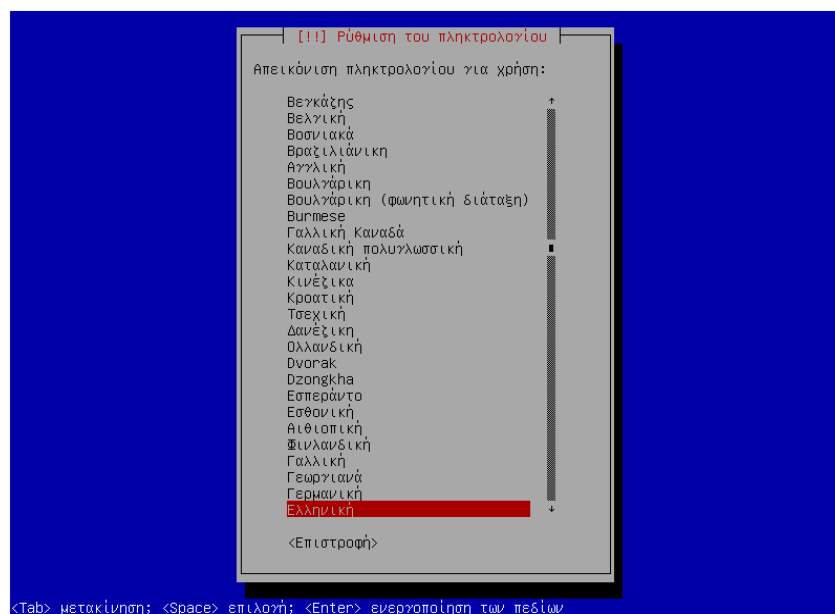 [!!] Ρύθμιση του πληκτρολογίου
Απεικόνιση πληκτρολογίου για χρήση:
Βεγκάζης
Βελγική
Βοσνιακά
Βραζιλιάνικη
Αγγλική
Βουλγάρικη
Βουλγάρικη (φωνητική διάταξη)
Burmese
Γαλλική Καναδά
Καναδική πολυγλωσσική
Καταλανική
Κινέζικα
Κροατική
Τσεχική
Δανέζικη
Ολλανδική
Dvorak
Dzongkha
Εσπεράντο
Εσθονική
Αιθιοπική
Φινλανδική
Γαλλική
Γεωργιανά
Γερμανική
Ελληνική
<Επιστροφή>
<Tab> μετακίνηση; <Space> επιλογή; <Enter> ενεργοποίηση των πεδίων